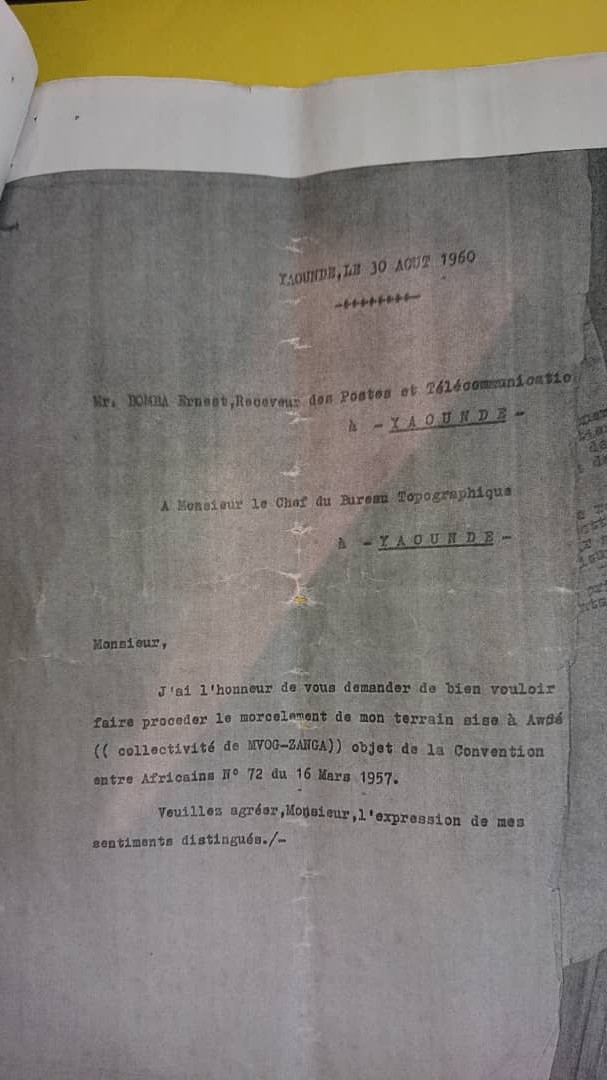 YAOUNDE,LE 30 AOUT 1960
Mr. BOMBA Ernest,Receveur des Postes et Télécommunicatio
à -YAOUNDE-
A Monsieur le Chef du Bureau Topographique
à -YAOUNDE-
Monsieur,
J'ai l'honneur de vous demander de bien vouloir
faire proceder le morcelement de mon terrain sise à Awdé
(( collectivité de MVOG-ZANGA)) objet de la Convention
entre Africains N° 72 du 16 Mars 1957.
Veuillez agréer,Monsieur,l'expression de mes
sentiments distingués./-